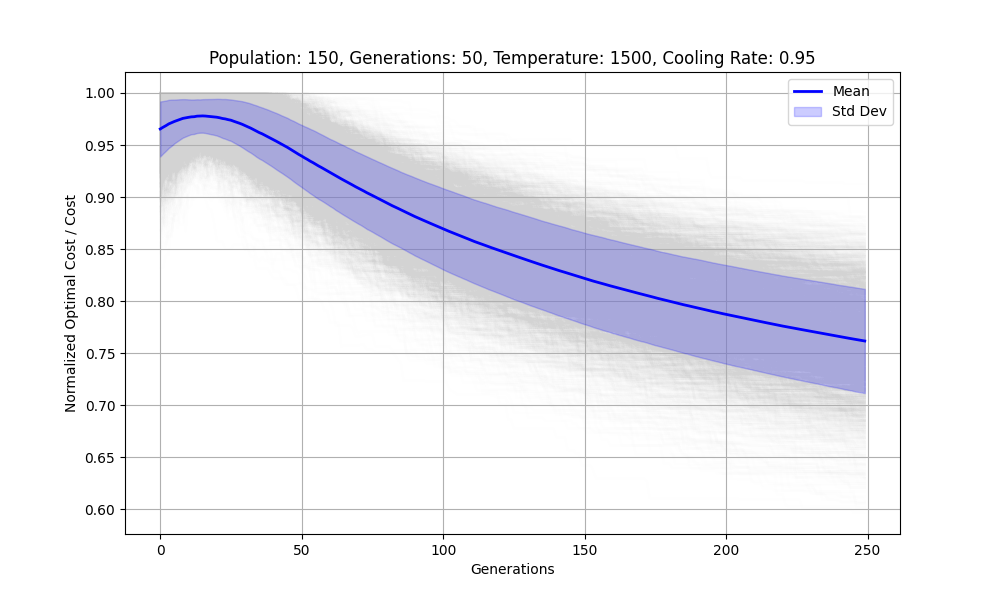 Population: 150, Generations: 50, Temperature: 1500, Cooling Rate: 0.95
Mean
Std Dev
Normalized Optimal Cost / Cost
1.00
0.95
0.90
0.85
0.80
0.75
0.70
0.65
0.60
0 50 100 150 200 250
Generations